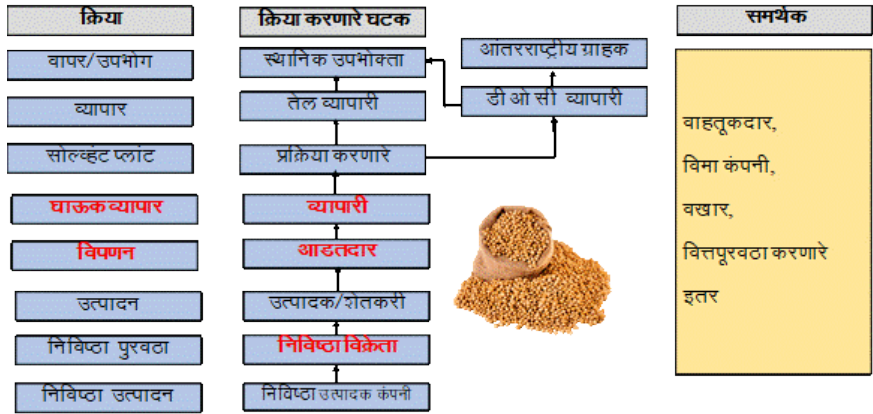 क्रिया
क्रिया करणारे घटक
समर्थक
वापर/उपभोग
स्थानिक उपभोक्ता
आंतरराष्ट्रीय ग्राहक
व्यापार
तेल व्यापारी
डी ओ सी व्यापारी
सोल्व्हंट प्लांट
प्रक्रिया करणारे
घाऊक व्यापार
व्यापारी
विपणन
आडतदार
उत्पादन
उत्पादक/शेतकरी
निविष्ठा पुरवठा
निविष्ठा विक्रेता
निविष्ठा उत्पादन
निविष्ठा उत्पादक कंपनी
वाहतूकदार,
विमा कंपनी,
वखार,
वित्तपूरवठा करणारे
इतर